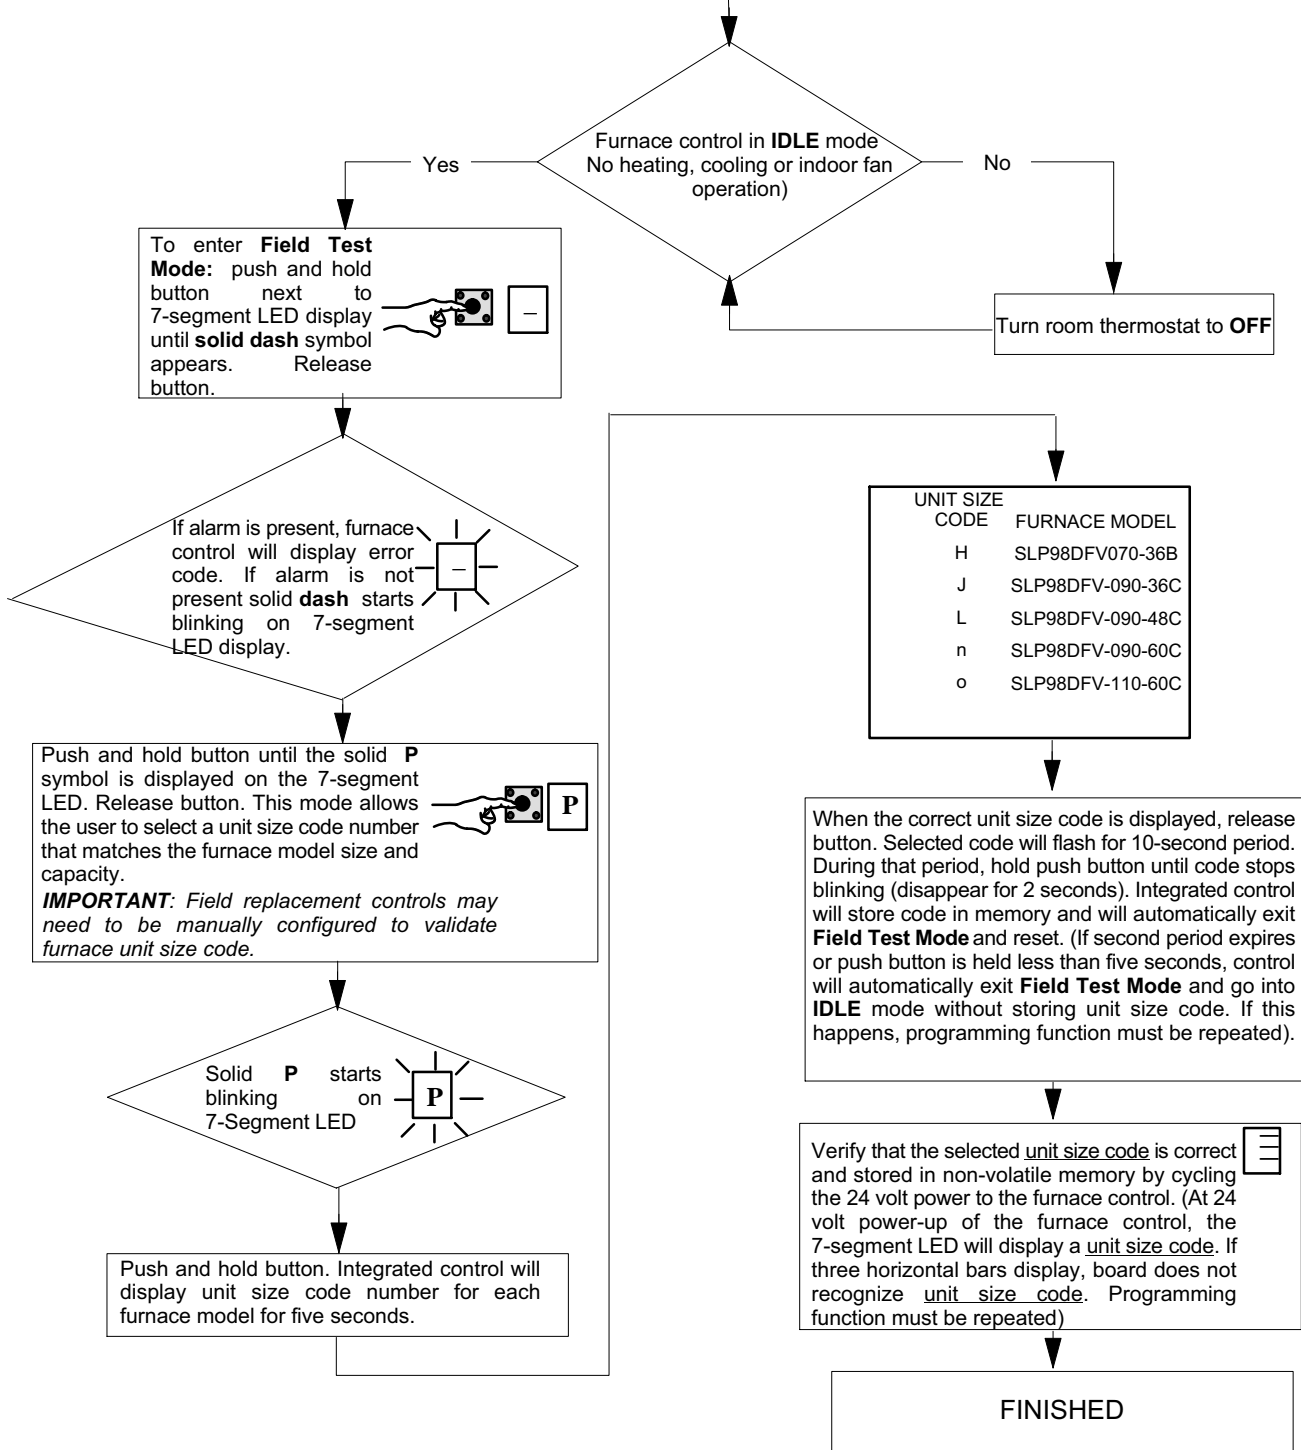 Furnace control in IDLE mode
No heating, cooling or indoor fan
operation)
Yes
No
To enter Field Test
Mode: push and hold
button next to
7-segment LED display
until solid dash symbol
appears. Release
button.
–
Turn room thermostat to OFF
If alarm is present, furnace
control will display error
code. If alarm is not
present solid dash starts
blinking on 7-segment
LED display.
–
Push and hold button until the solid P
symbol is displayed on the 7-segment
LED. Release button. This mode allows
the user to select a unit size code number
that matches the furnace model size and
capacity.
IMPORTANT: Field replacement controls may
need to be manually configured to validate
furnace unit size code.
P
Solid P starts
blinking on
7-Segment LED
P
Push and hold button. Integrated control will
display unit size code number for each
furnace model for five seconds.
UNIT SIZE
CODE FURNACE MODEL
H SLP98DFV070-36B
J SLP98DFV-090-36C
L SLP98DFV-090-48C
n SLP98DFV-090-60C
o SLP98DFV-110-60C
When the correct unit size code is displayed, release
button. Selected code will flash for 10-second period.
During that period, hold push button until code stops
blinking (disappear for 2 seconds). Integrated control
will store code in memory and will automatically exit
Field Test Mode and reset. (If second period expires
or push button is held less than five seconds, control
will automatically exit Field Test Mode and go into
IDLE mode without storing unit size code. If this
happens, programming function must be repeated).
Verify that the selected unit size code is correct
and stored in non-volatile memory by cycling
the 24 volt power to the furnace control. (At 24
volt power-up of the furnace control, the
7-segment LED will display a unit size code. If
three horizontal bars display, board does not
recognize unit size code. Programming
function must be repeated)
FINISHED